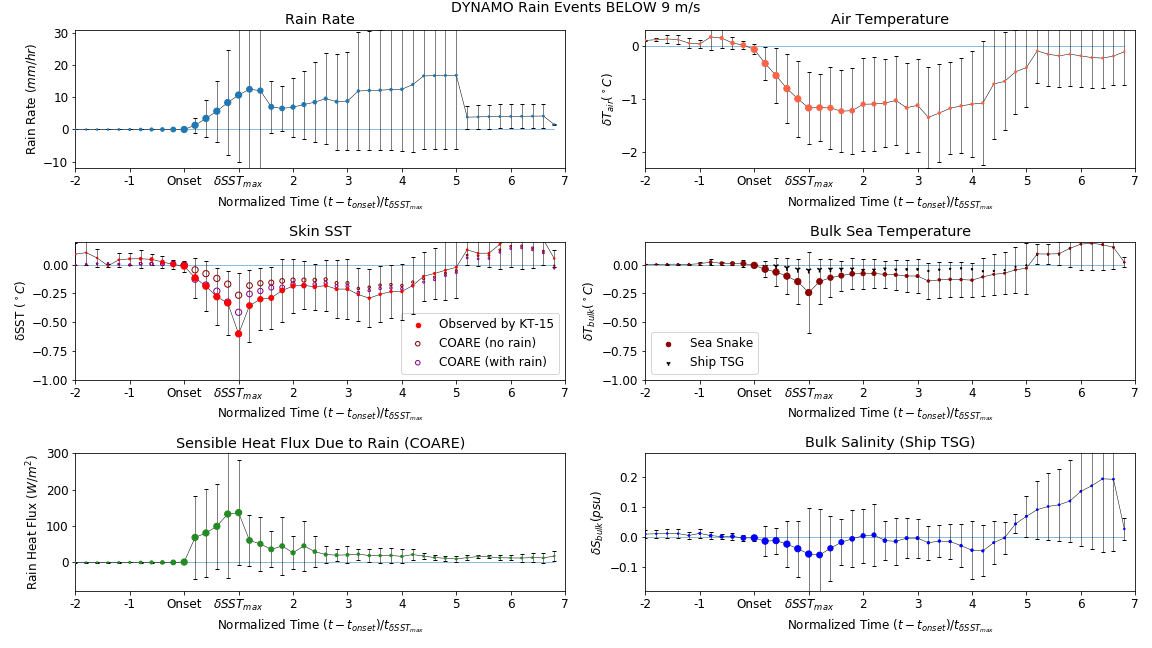 DYNAMO Rain Events BELOW 9 m/s
Rain Rate
Rain Rate (mm/hr)
30
20
10
0
−10
-2 -1 Onset δSST_max 2 3 4 5 6 7
Normalized Time (t − t_onset)/t_δSST_max
Air Temperature
δT_air(°C)
0
−1
−2
-2 -1 Onset δSST_max 2 3 4 5 6 7
Normalized Time (t − t_onset)/t_δSST_max
Skin SST
δSST (°C)
0.00
−0.25
−0.50
−0.75
−1.00
Observed by KT-15
COARE (no rain)
COARE (with rain)
-2 -1 Onset δSST_max 2 3 4 5 6 7
Normalized Time (t − t_onset)/t_δSST_max
Bulk Sea Temperature
δT_bulk(°C)
0.00
−0.25
−0.50
−0.75
−1.00
Sea Snake
Ship TSG
-2 -1 Onset δSST_max 2 3 4 5 6 7
Normalized Time (t − t_onset)/t_δSST_max
Sensible Heat Flux Due to Rain (COARE)
Rain Heat Flux (W/m²)
300
200
100
0
-2 -1 Onset δSST_max 2 3 4 5 6 7
Normalized Time (t − t_onset)/t_δSST_max
Bulk Salinity (Ship TSG)
δS_bulk(psu)
0.2
0.1
0.0
−0.1
-2 -1 Onset δSST_max 2 3 4 5 6 7
Normalized Time (t − t_onset)/t_δSST_max